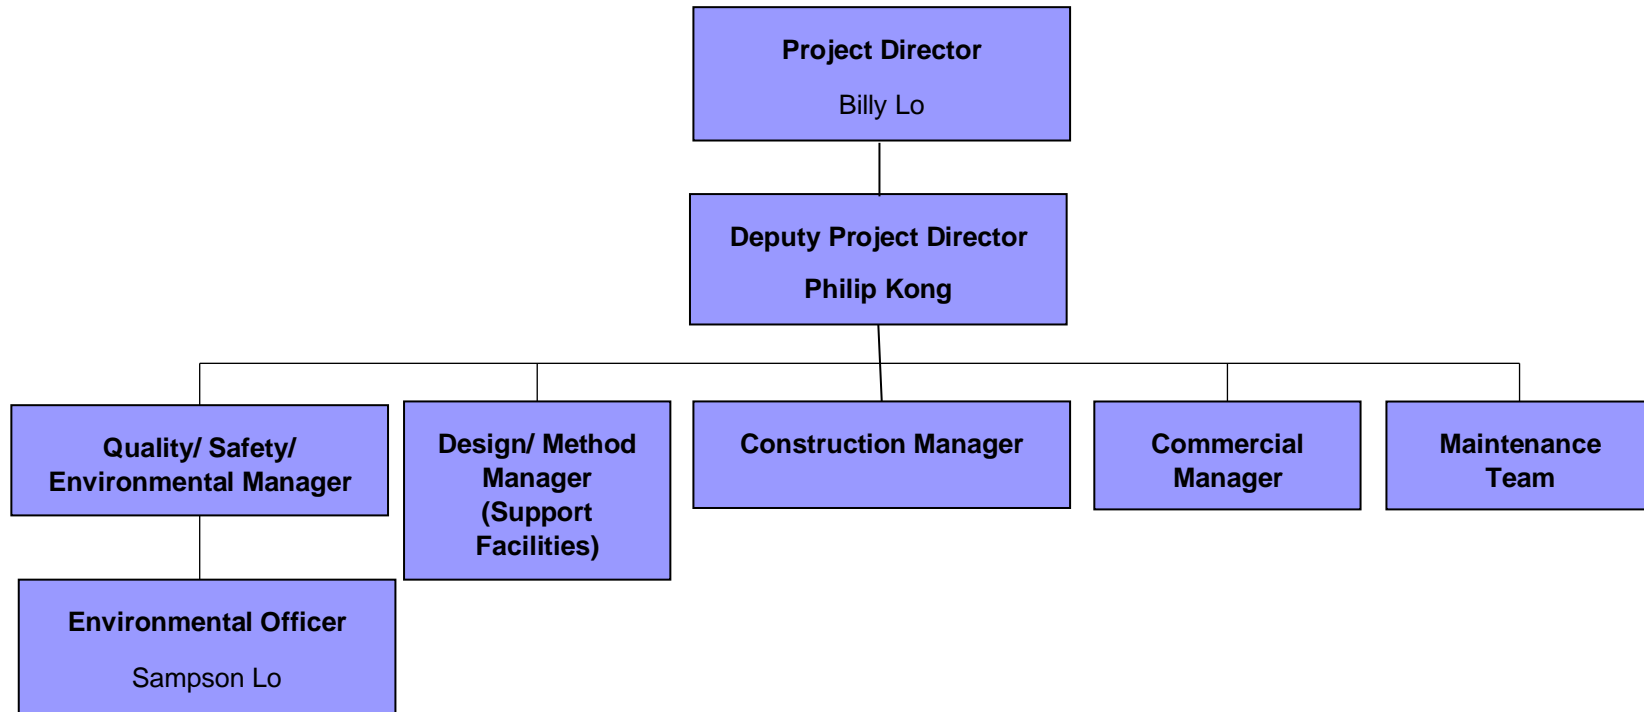 Project Director
Billy Lo
Deputy Project Director
Philip Kong
Quality/ Safety/
Environmental Manager
Design/ Method
Manager
(Support
Facilities)
Construction Manager
Commercial
Manager
Maintenance
Team
Environmental Officer
Sampson Lo